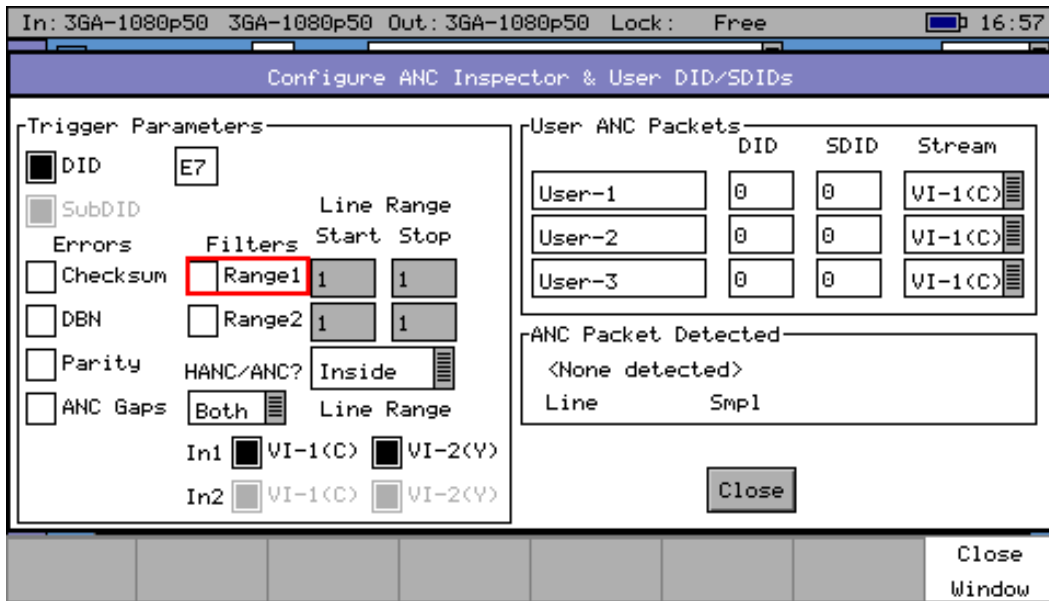 In: 3GA-1080p50 3GA-1080p50 Out: 3GA-1080p50 Lock: Free 16:57
Configure ANC Inspector & User DID/SDIDs
Trigger Parameters
DID E7
SubDID Line Range
Errors Filters Start Stop
Checksum Range1 1 1
DBN Range2 1 1
Parity HANC/ANC? Inside
ANC Gaps Both Line Range
In1 VI-1(C) VI-2(Y)
In2 VI-1(C) VI-2(Y)
User ANC Packets
DID SDID Stream
User-1 0 0 VI-1(C)
User-2 0 0 VI-1(C)
User-3 0 0 VI-1(C)
ANC Packet Detected
<None detected>
Line Smpl
Close
Close
Window